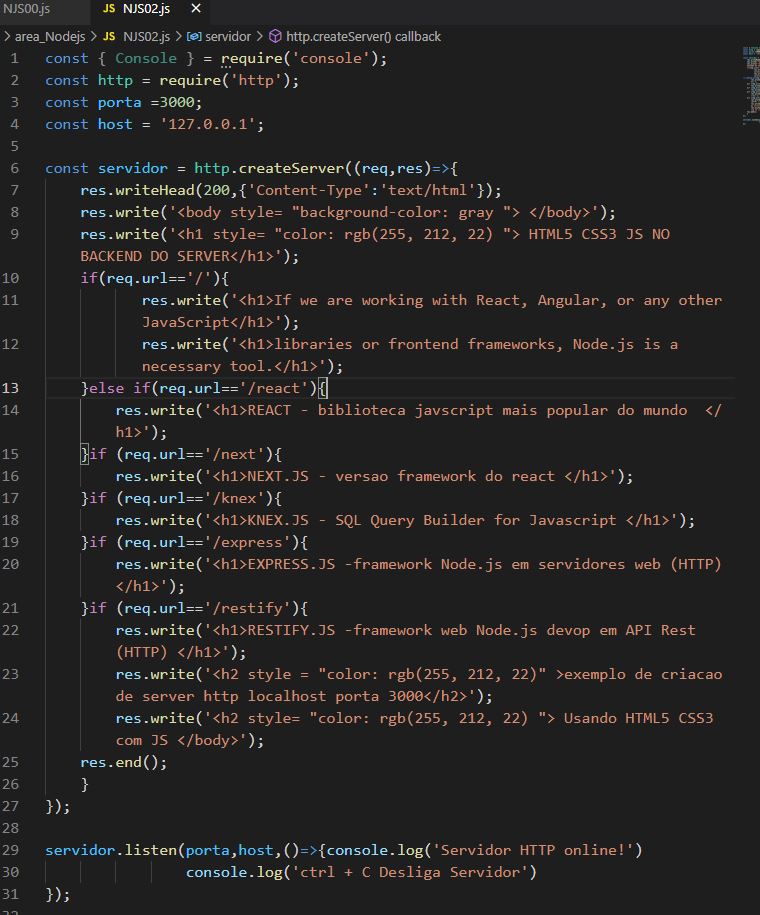 NJS00.js JS NJS02.js ×
> area_Nodejs > JS NJS02.js > servidor > http.createServer() callback
1 const { Console } = require('console');
2 const http = require('http');
3 const porta =3000;
4 const host = '127.0.0.1';
5
6 const servidor = http.createServer((req,res)=>{
7 res.writeHead(200,{'Content-Type':'text/html'});
8 res.write('<body style= "background-color: gray "> </body>');
9 res.write('<h1 style= "color: rgb(255, 212, 22) "> HTML5 CSS3 JS NO
BACKEND DO SERVER</h1>');
10 if(req.url=='/'){
11 res.write('<h1>If we are working with React, Angular, or any other
JavaScript</h1>');
12 res.write('<h1>libraries or frontend frameworks, Node.js is a
necessary tool.</h1>');
13 }else if(req.url=='/react'){
14 res.write('<h1>REACT - biblioteca javscript mais popular do mundo </
h1>');
15 }if (req.url=='/next'){
16 res.write('<h1>NEXT.JS - versao framework do react </h1>');
17 }if (req.url=='/knex'){
18 res.write('<h1>KNEX.JS - SQL Query Builder for Javascript </h1>');
19 }if (req.url=='/express'){
20 res.write('<h1>EXPRESS.JS -framework Node.js em servidores web (HTTP)
</h1>');
21 }if (req.url=='/restify'){
22 res.write('<h1>RESTIFY.JS -framework web Node.js devop em API Rest
(HTTP) </h1>');
23 res.write('<h2 style = "color: rgb(255, 212, 22)" >exemplo de criacao
de server http localhost porta 3000</h2>');
24 res.write('<h2 style= "color: rgb(255, 212, 22) "> Usando HTML5 CSS3
com JS </body>');
25 res.end();
26 }
27 });
28
29 servidor.listen(porta,host,()=>{console.log('Servidor HTTP online!')
30 console.log('ctrl + C Desliga Servidor')
31 });